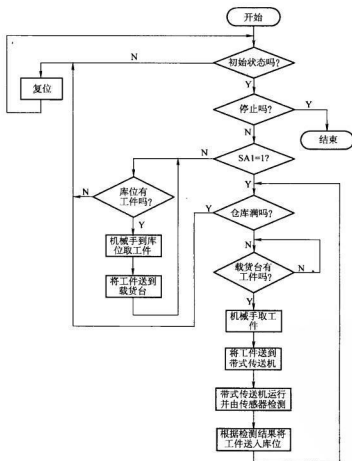 开始
N
初始状态吗?
复位
Y
停止吗?
Y
N
结束
N
SA1=1?
Y
库位有
工件吗?
N
Y
仓库满吗?
Y
机械手到库
位取工件
N
将工件送到
载货台
载货台有
工件吗?
N
Y
机械手取工
件
将工件送到
带式传送机
带式传送机运行
并由传感器检测
根据检测结果将
工件送入库位